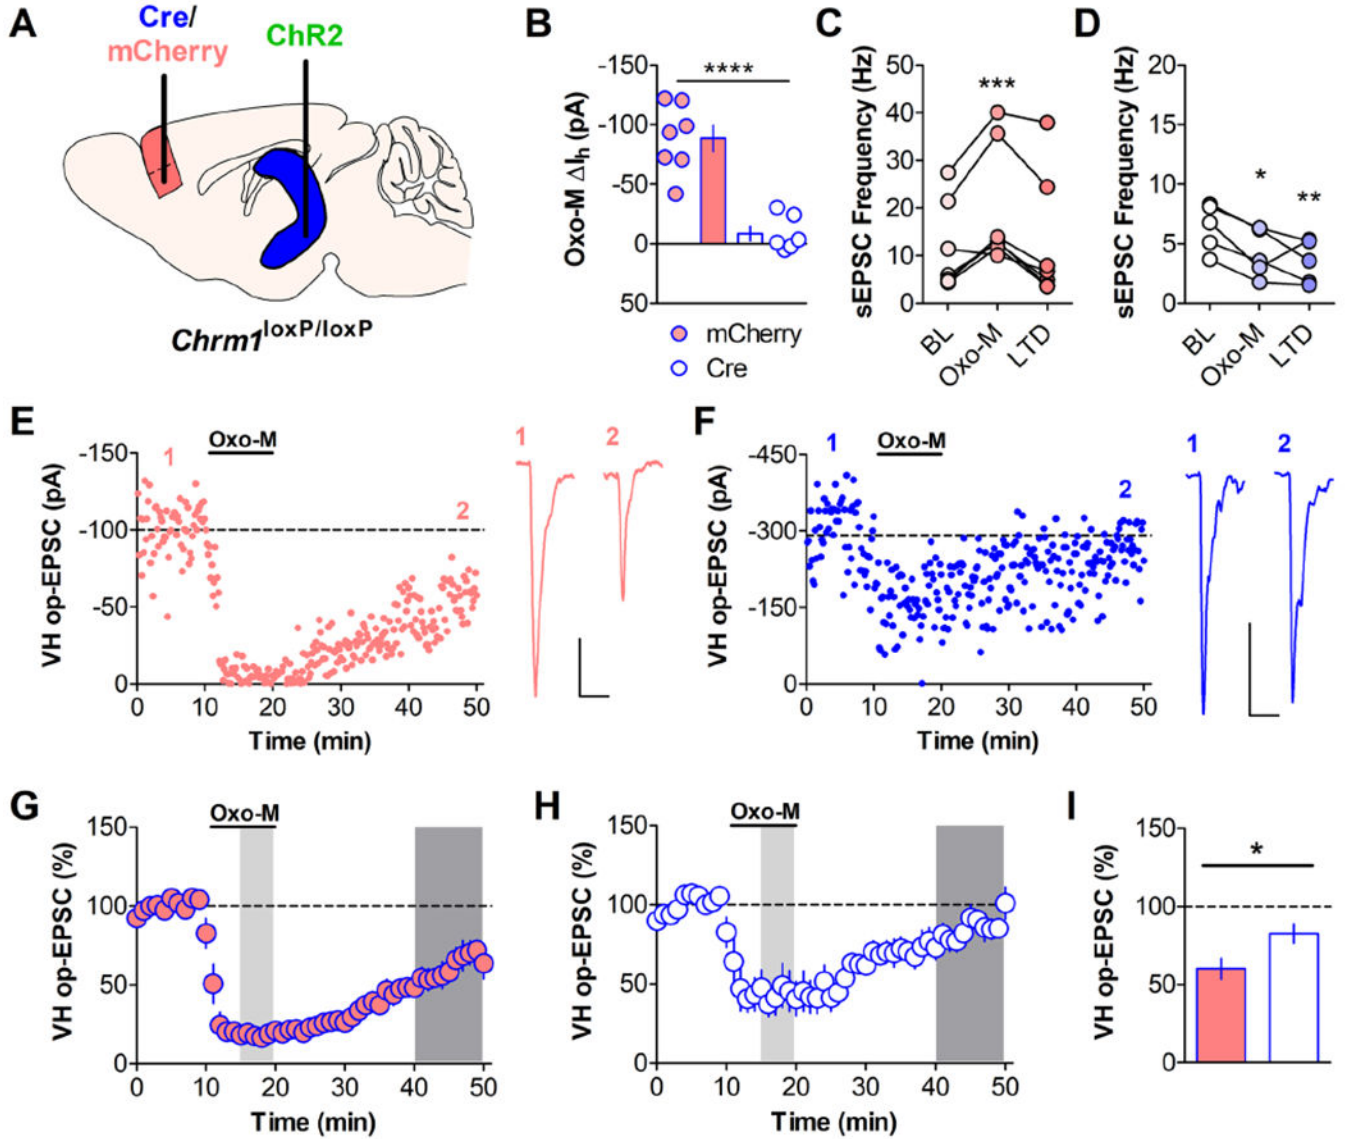 A
Cre/
mCherry
ChR2
Chrm1loxP/loxP
B
-150
-100
-50
0
50
Oxo-M ΔIh (pA)
****
mCherry
Cre
C
50
40
30
20
10
0
sEPSC Frequency (Hz)
***
BL
Oxo-M
LTD
D
20
15
10
5
0
sEPSC Frequency (Hz)
*
**
BL
Oxo-M
LTD
E
-150
-100
-50
0
VH op-EPSC (pA)
1
Oxo-M
2
0 10 20 30 40 50
Time (min)
1 2
F
-450
-300
-150
0
VH op-EPSC (pA)
1
Oxo-M
2
0 10 20 30 40 50
Time (min)
1 2
G
150
100
50
0
VH op-EPSC (%)
Oxo-M
0 10 20 30 40 50
Time (min)
H
150
100
50
0
VH op-EPSC (%)
Oxo-M
0 10 20 30 40 50
Time (min)
I
150
100
50
0
VH op-EPSC (%)
*